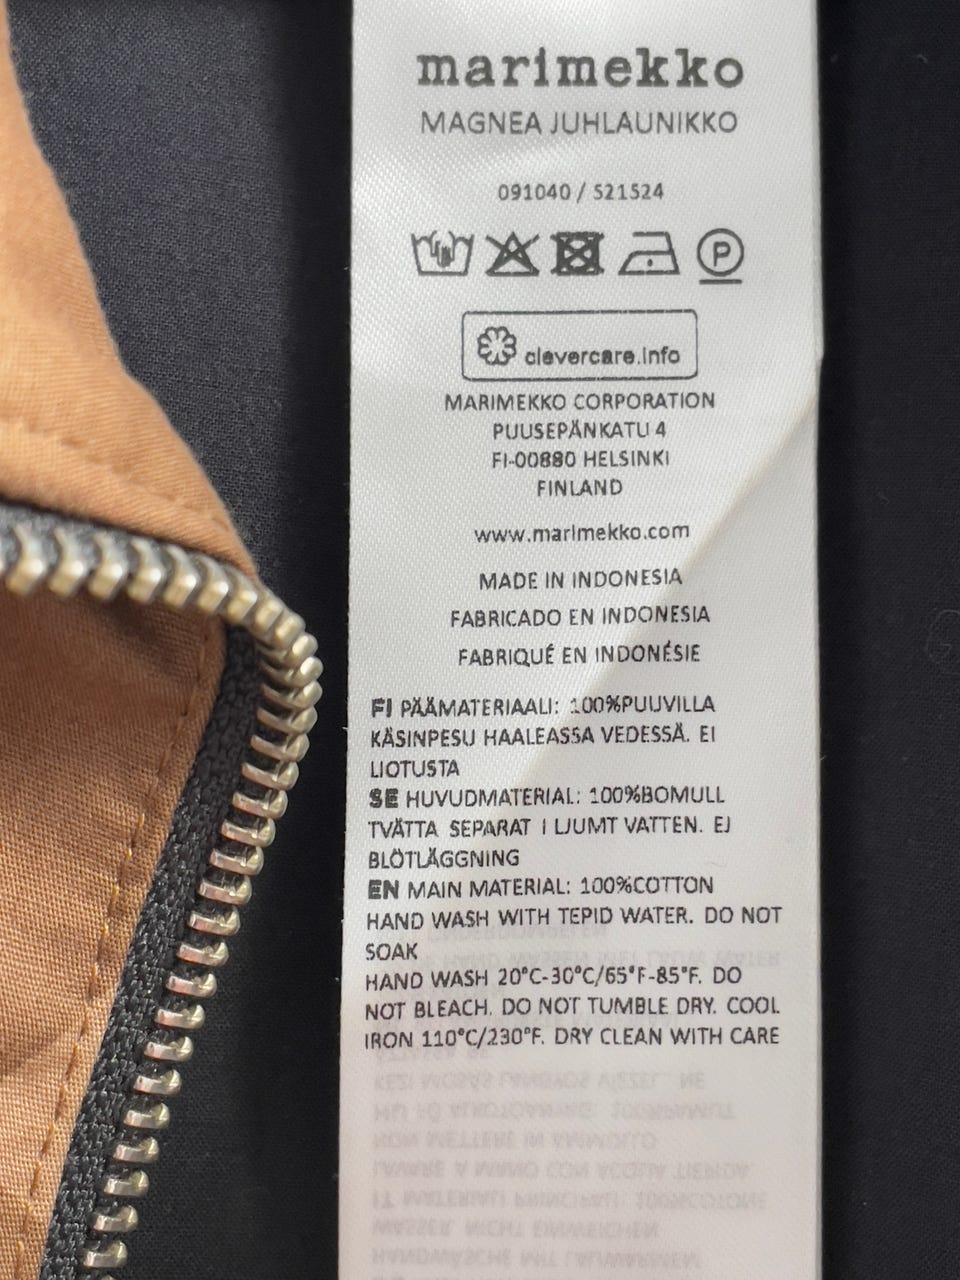 marimekko
MAGNEA JUHLAUNIKKO
091040 / 521524
P
clevercare.info
MARIMEKKO CORPORATION
PUUSEPÄNKATU 4
FI-00880 HELSINKI
FINLAND
www.marimekko.com
MADE IN INDONESIA
FABRICADO EN INDONESIA
FABRIQUÉ EN INDONÉSIE
FI PÄÄMATERIAALI: 100%PUUVILLA
KÄSINPESU HAALEASSA VEDESSÄ. EI
LIOTUSTA
SE HUVUDMATERIAL: 100%BOMULL
TVÄTTA SEPARAT I LJUMT VATTEN. EJ
BLÖTLÄGGNING
EN MAIN MATERIAL: 100%COTTON
HAND WASH WITH TEPID WATER. DO NOT
SOAK
HAND WASH 20°C-30°C/65°F-85°F. DO
NOT BLEACH. DO NOT TUMBLE DRY. COOL
IRON 110°C/230°F. DRY CLEAN WITH CARE